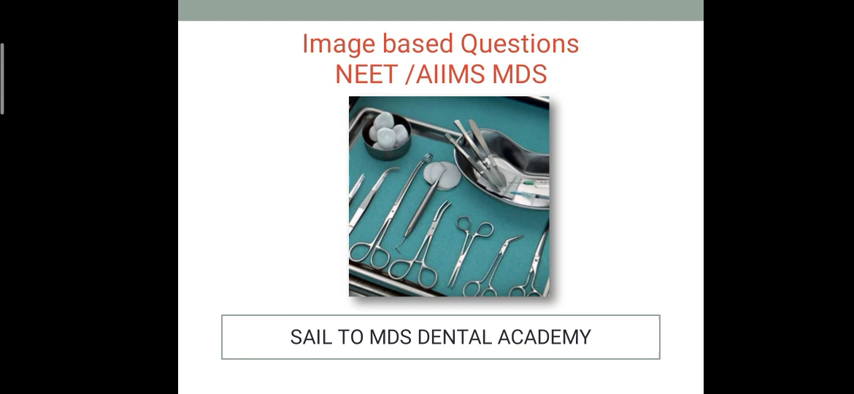 Image based Questions
NEET /AIIMS MDS
SAIL TO MDS DENTAL ACADEMY